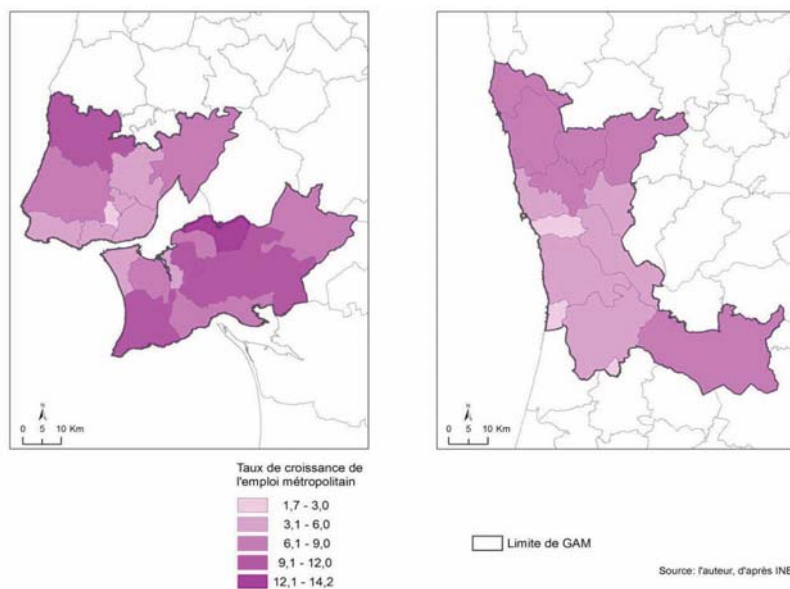 N
0 5 10 Km
N
0 5 10 Km
Taux de croissance de
l'emploi métropolitain
1,7 - 3,0
3,1 - 6,0
6,1 - 9,0
9,1 - 12,0
12,1 - 14,2
Limite de GAM
Source: l'auteur, d'après INE